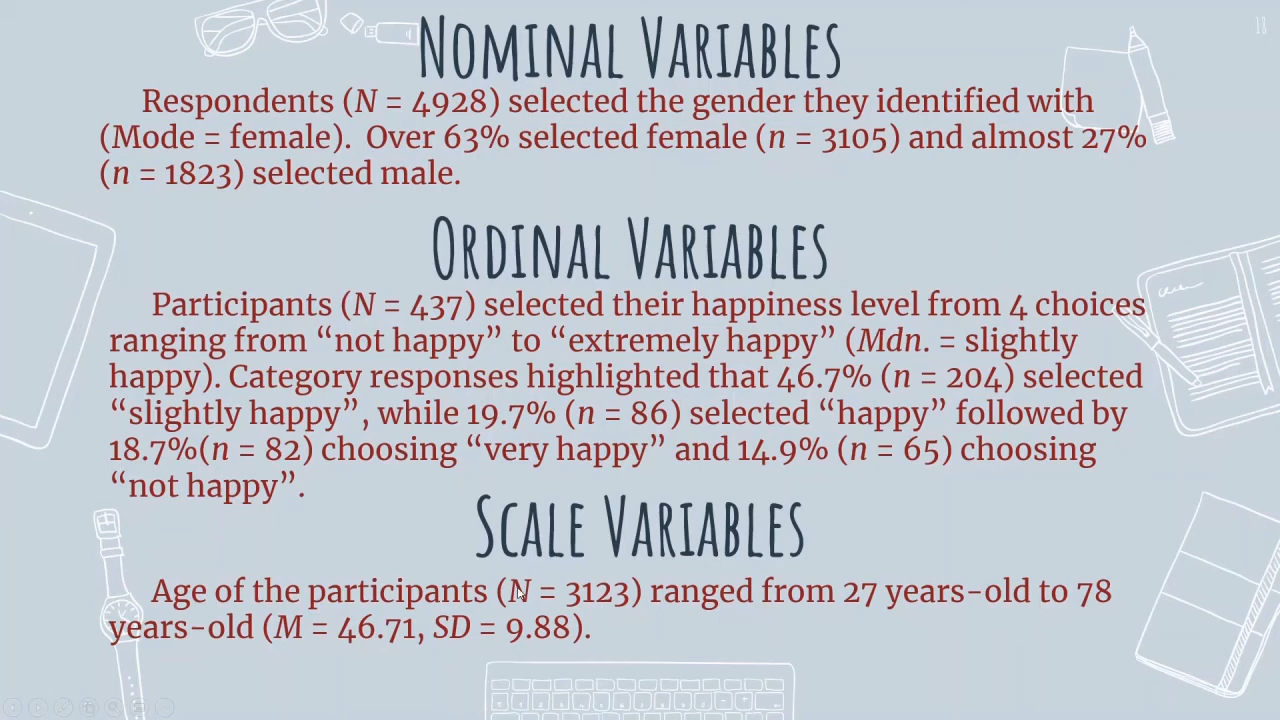 Nominal Variables
Respondents (N = 4928) selected the gender they identified with
(Mode = female). Over 63% selected female (n = 3105) and almost 27%
(n = 1823) selected male.
Ordinal Variables
Participants (N = 437) selected their happiness level from 4 choices
ranging from “not happy” to “extremely happy” (Mdn. = slightly
happy). Category responses highlighted that 46.7% (n = 204) selected
“slightly happy”, while 19.7% (n = 86) selected “happy” followed by
18.7%(n = 82) choosing “very happy” and 14.9% (n = 65) choosing
“not happy”.
Scale Variables
Age of the participants (N = 3123) ranged from 27 years-old to 78
years-old (M = 46.71, SD = 9.88).